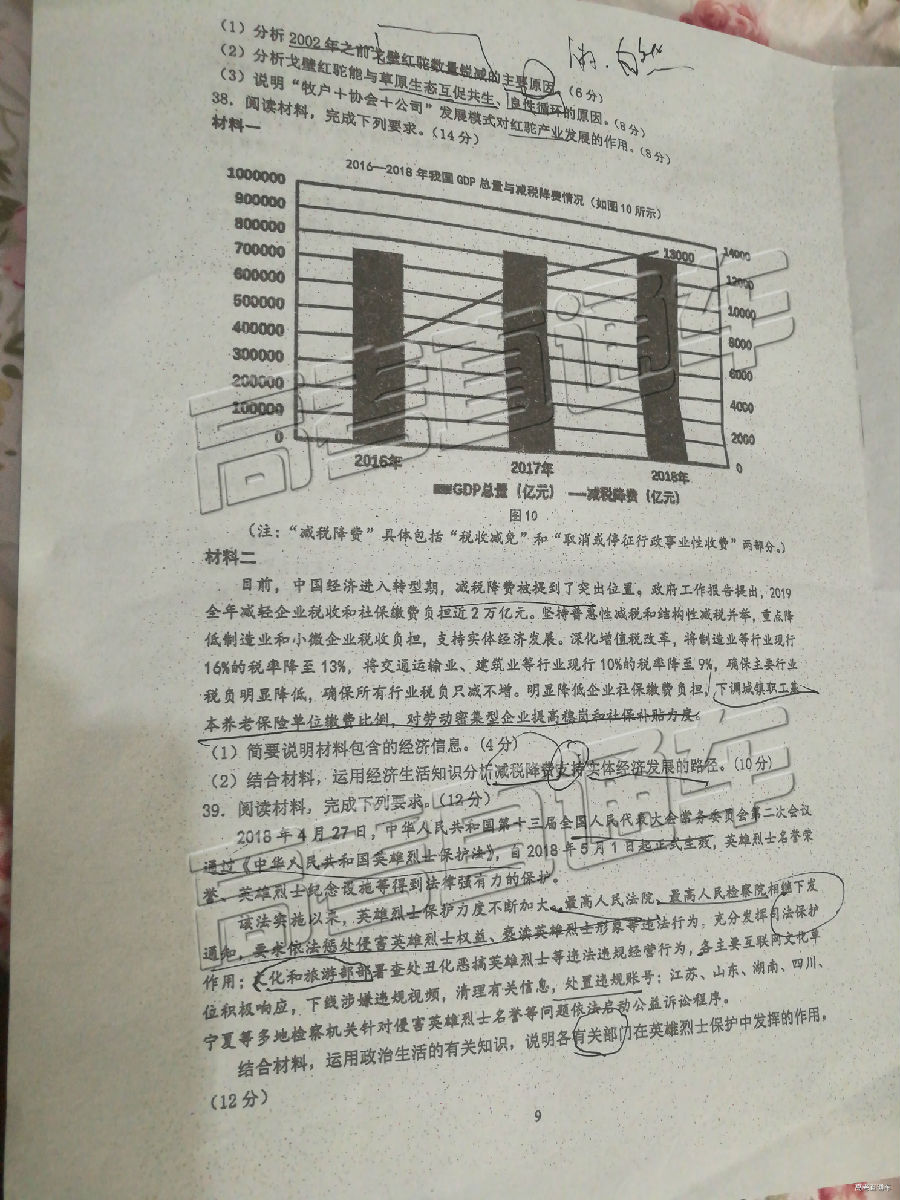 （1）分析2002年之前戈壁红驼数量锐减的主要原因。（6分）
（2）分析戈壁红驼能与草原生态互促共生、良性循环的原因。（8分）
（3）说明“牧户＋协会＋公司”发展模式对红驼产业发展的作用。（8分）
38．阅读材料，完成下列要求。（14分）
材料一
2016—2018年我国GDP总量与减税降费情况（如图10所示）
1000000
900000
800000
700000
600000
500000
400000
300000
200000
100000
0
13000
14000
12000
10000
8000
6000
4000
2000
0
2016年 2017年 2018年
GDP总量（亿元） 减税降费（亿元）
图10
（注：“减税降费”具体包括“税收减免”和“取消或停征行政事业性收费”两部分。）
材料二
目前，中国经济进入转型期，减税降费被提到了突出位置。政府工作报告提出，2019
全年减轻企业税收和社保缴费负担近2万亿元。坚持普惠性减税和结构性减税并举，重点降
低制造业和小微企业税收负担，支持实体经济发展。深化增值税改革，将制造业等行业现行
16%的税率降至13%，将交通运输业、建筑业等行业现行10%的税率降至9%，确保主要行业
税负明显降低，确保所有行业税负只减不增。明显降低企业社保缴费负担，下调城镇职工基
本养老保险单位缴费比例，对劳动密集型企业提高稳岗和社保补贴力度。
（1）简要说明材料包含的经济信息。（4分）
（2）结合材料，运用经济生活知识分析减税降费支持实体经济发展的路径。（10分）
39．阅读材料，完成下列要求。（12分）
2018年4月27日，中华人民共和国第十三届全国人民代表大会常务委员会第二次会议
通过《中华人民共和国英雄烈士保护法》，自2018年5月1日起正式生效，英雄烈士名誉荣
誉、英雄烈士纪念设施等得到法律强有力的保护。
该法实施以来，英雄烈士保护力度不断加大。最高人民法院、最高人民检察院相继下发
通知，要求依法惩处侵害英雄烈士权益、亵渎英雄烈士形象等违法行为，充分发挥司法保护
作用；文化和旅游部部署查处丑化恶搞英雄烈士等违法违规经营行为，各主要互联网文化单
位积极响应，下线涉嫌违规视频，清理有关信息，处置违规账号；江苏、山东、湖南、四川、
宁夏等多地检察机关针对侵害英雄烈士名誉等问题依法启动公益诉讼程序。
结合材料，运用政治生活的有关知识，说明各有关部门在英雄烈士保护中发挥的作用。
（12分）
9
高考直通车
高考直通车